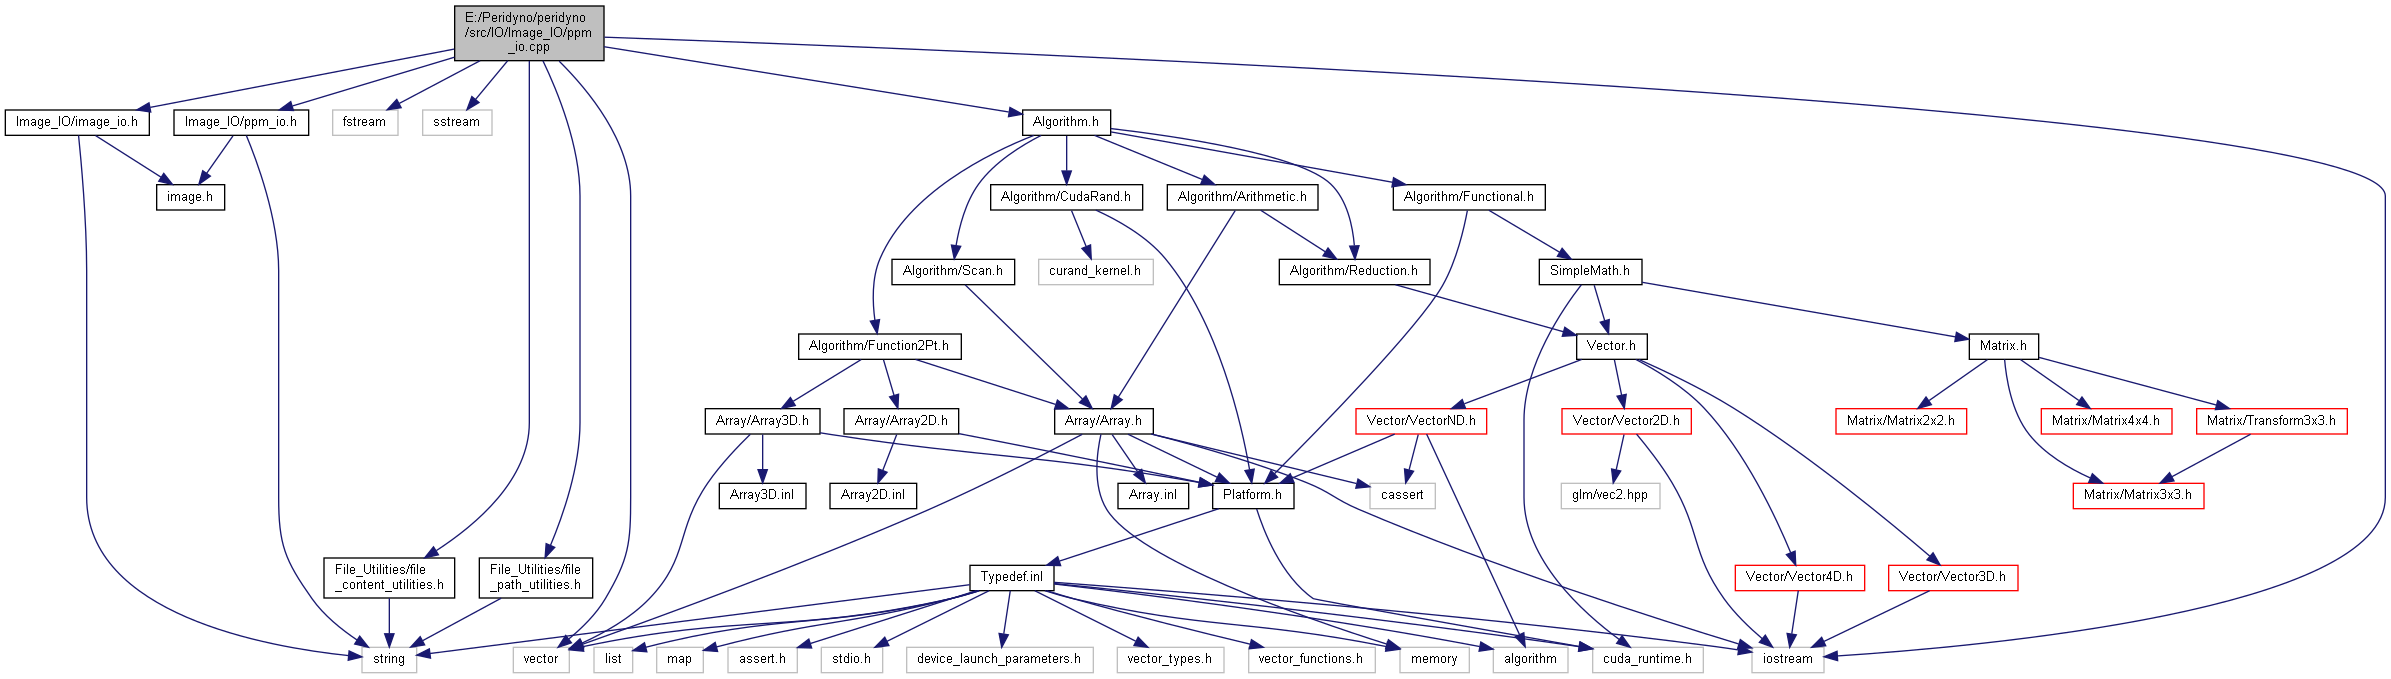 E:/Peridyno/peridyno
/src/IO/Image_IO/ppm
_io.cpp
Image_IO/image_io.h
Image_IO/ppm_io.h
fstream
sstream
Algorithm.h
image.h
Algorithm/CudaRand.h
Algorithm/Arithmetic.h
Algorithm/Functional.h
Algorithm/Scan.h
curand_kernel.h
Algorithm/Reduction.h
SimpleMath.h
Algorithm/Function2Pt.h
Vector.h
Matrix.h
Array/Array3D.h
Array/Array2D.h
Array/Array.h
Vector/VectorND.h
Vector/Vector2D.h
Matrix/Matrix2x2.h
Matrix/Matrix4x4.h
Matrix/Transform3x3.h
Array3D.inl
Array2D.inl
Array.inl
Platform.h
cassert
glm/vec2.hpp
Matrix/Matrix3x3.h
File_Utilities/file
_content_utilities.h
File_Utilities/file
_path_utilities.h
Typedef.inl
Vector/Vector4D.h
Vector/Vector3D.h
string
vector
list
map
assert.h
stdio.h
device_launch_parameters.h
vector_types.h
vector_functions.h
memory
algorithm
cuda_runtime.h
iostream